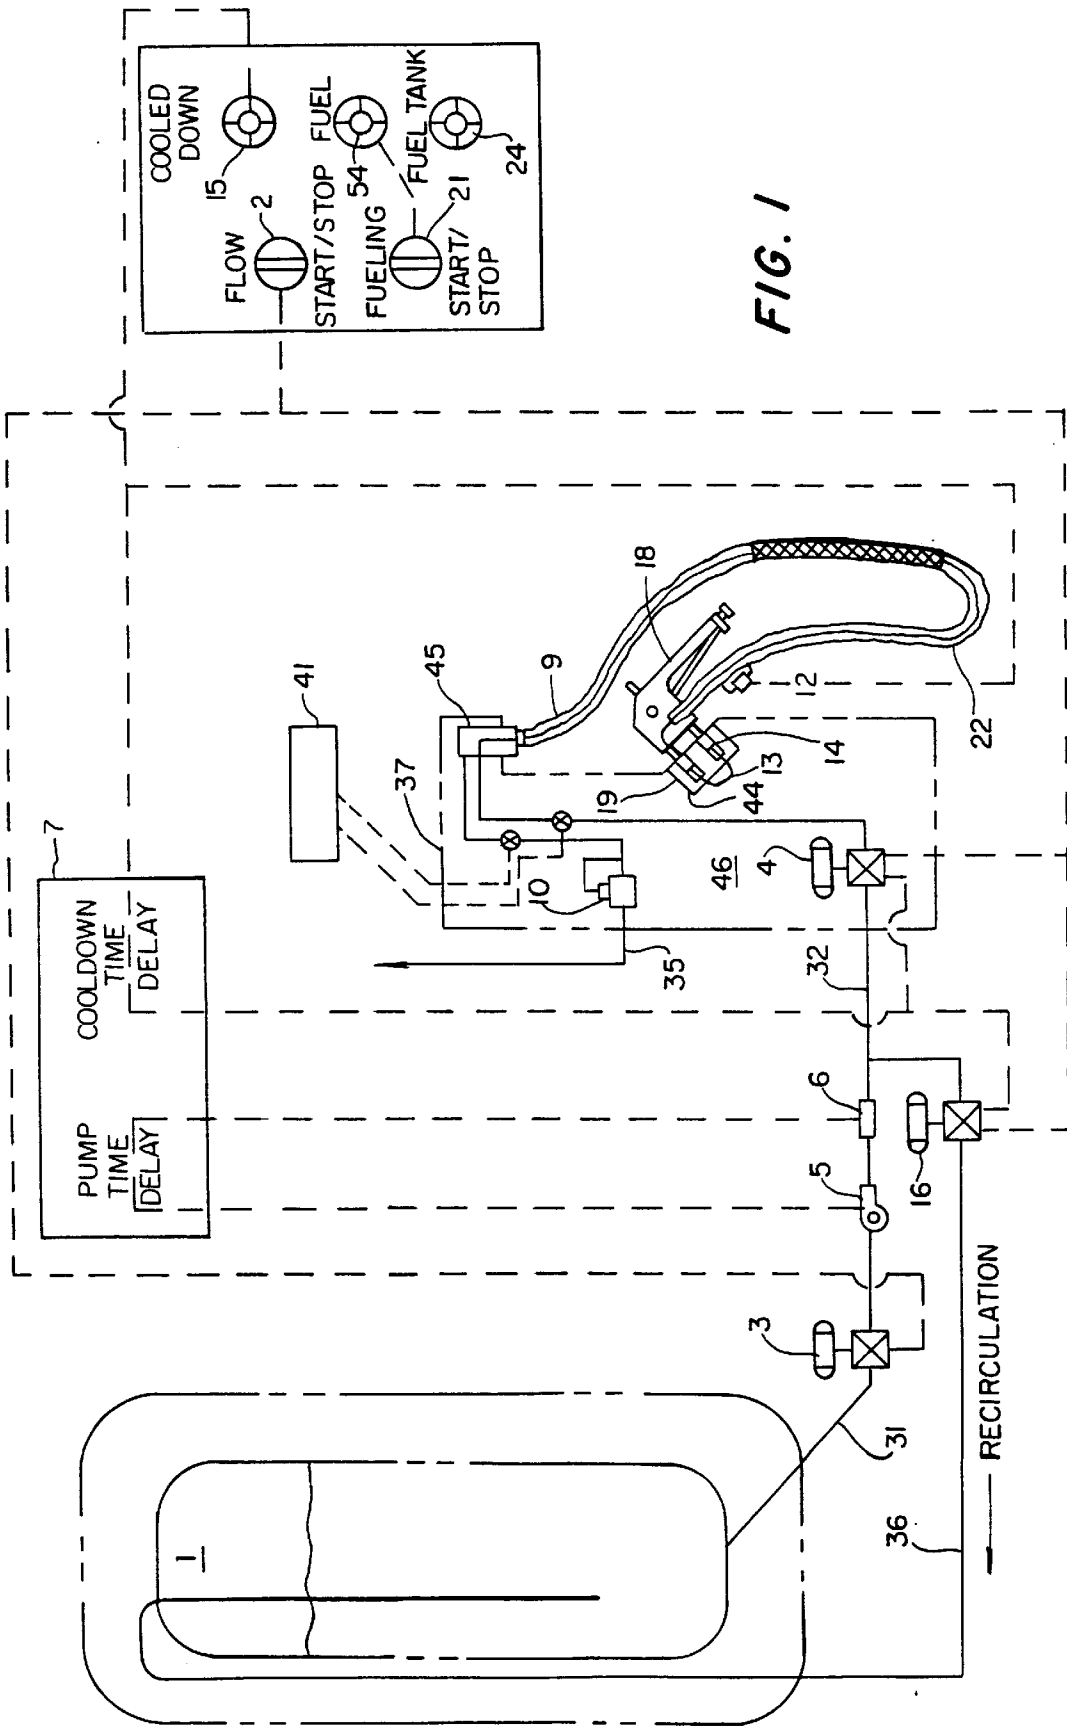 7
PUMP
TIME
DELAY
COOLDOWN
TIME
DELAY
COOLED
DOWN
15
FLOW
2
START/STOP
FUEL
54
FUELING
21
START/
STOP
FUEL TANK
24
41
37
45
9
18
10
35
46
19
44
13
14
12
22
4
32
6
5
16
3
31
1
36
RECIRCULATION
FIG. 1